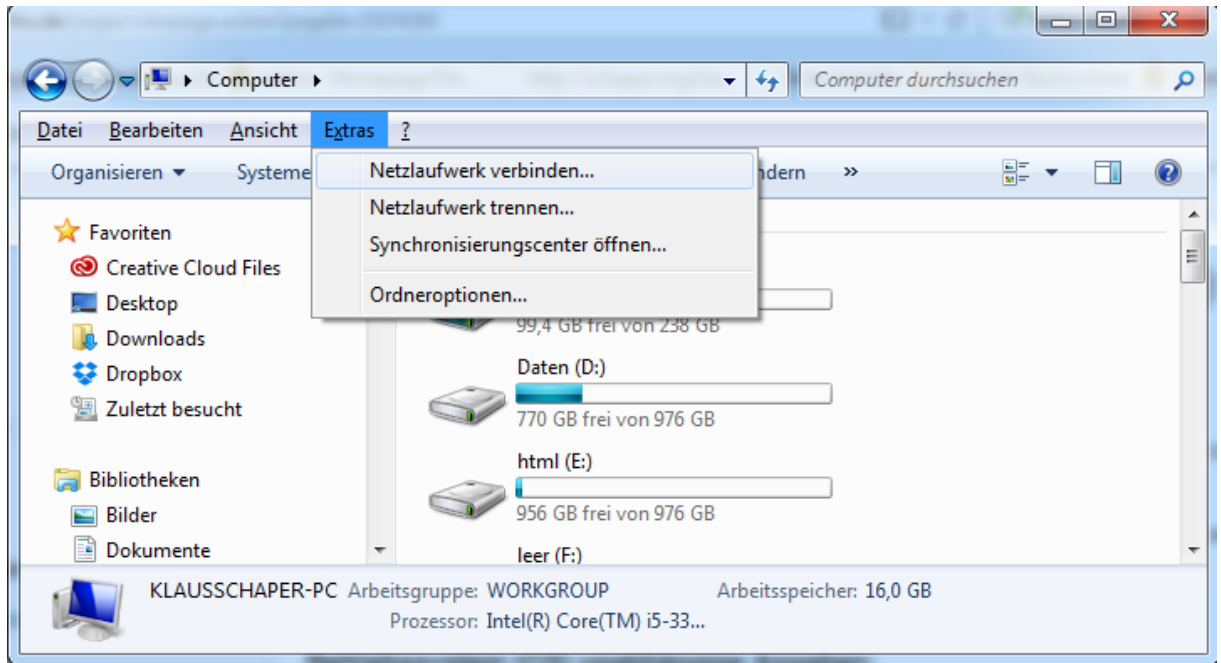 Computer
Computer durchsuchen
Datei Bearbeiten Ansicht Extras ?
Organisieren Systeme ndern »
Netzlaufwerk verbinden...
Netzlaufwerk trennen...
Synchronisierungscenter öffnen...
Ordneroptionen...
Favoriten
Creative Cloud Files
Desktop
Downloads
Dropbox
Zuletzt besucht
Bibliotheken
Bilder
Dokumente
99,4 GB frei von 238 GB
Daten (D:)
770 GB frei von 976 GB
html (E:)
956 GB frei von 976 GB
leer (F:)
KLAUSSCHAPER-PC Arbeitsgruppe: WORKGROUP Arbeitsspeicher: 16,0 GB
Prozessor: Intel(R) Core(TM) i5-33...